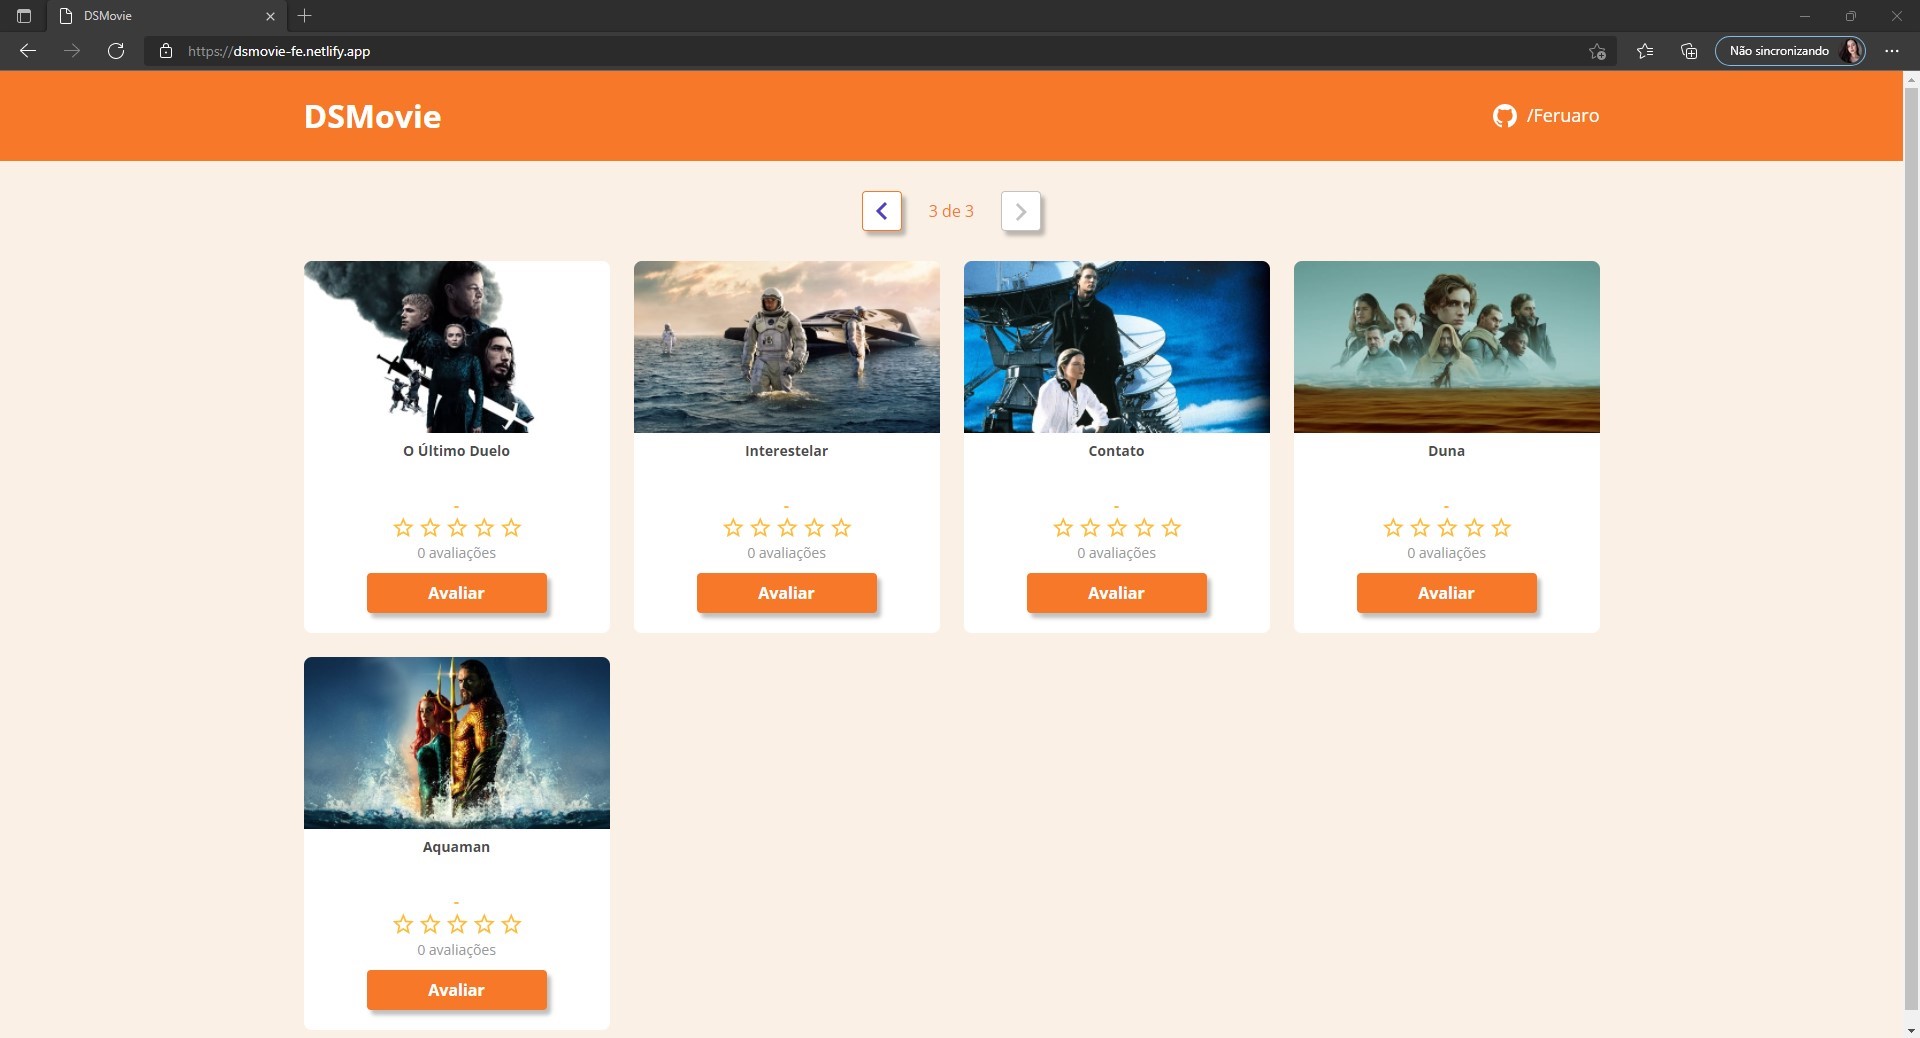 DSMovie
https://dsmovie-fe.netlify.app
Não sincronizando
DSMovie
/Feruaro
3 de 3
O Último Duelo
Interestelar
Contato
Duna
-
-
-
-
0 avaliações
0 avaliações
0 avaliações
0 avaliações
Avaliar
Avaliar
Avaliar
Avaliar
Aquaman
-
0 avaliações
Avaliar